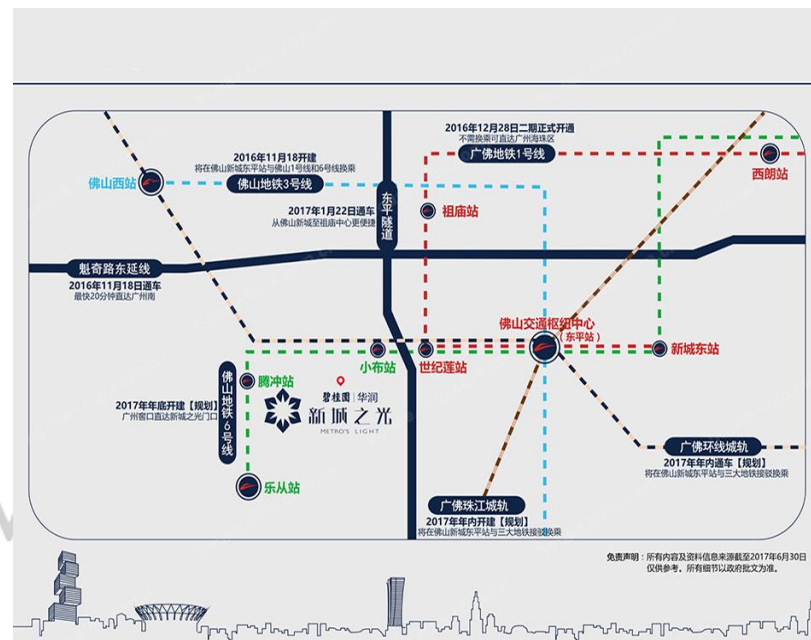 2016年12月28日二期正式开通
不需换乘可直达广州海珠区
广佛地铁1号线
西朗站
2016年11月18开建
将在佛山新城东平站与佛山1号线和6号线换乘
佛山地铁3号线
佛山西站
东平隧道
2017年1月22日通车
从佛山新城至祖庙中心更便捷
祖庙站
魁奇路东延线
2016年11月18日通车
最快20分钟直达广州南
佛山交通枢纽中心
（东平站）
小布站
世纪莲站
新城东站
佛山地铁6号线
腾冲站
2017年年底开建【规划】
广州窖口直达新城之光门口
碧桂园|华润
新城之光
METRO'S LIGHT
广佛环线城轨
2017年年内通车【规划】
将在佛山新城东平站与三大地铁接驳换乘
乐从站
广佛珠江城轨
2017年年内开建【规划】
将在佛山新城东平站与三大地铁接驳换乘
免责声明：所有内容及资料信息来源截至2017年6月30日
仅供参考。所有细节以政府批文为准。